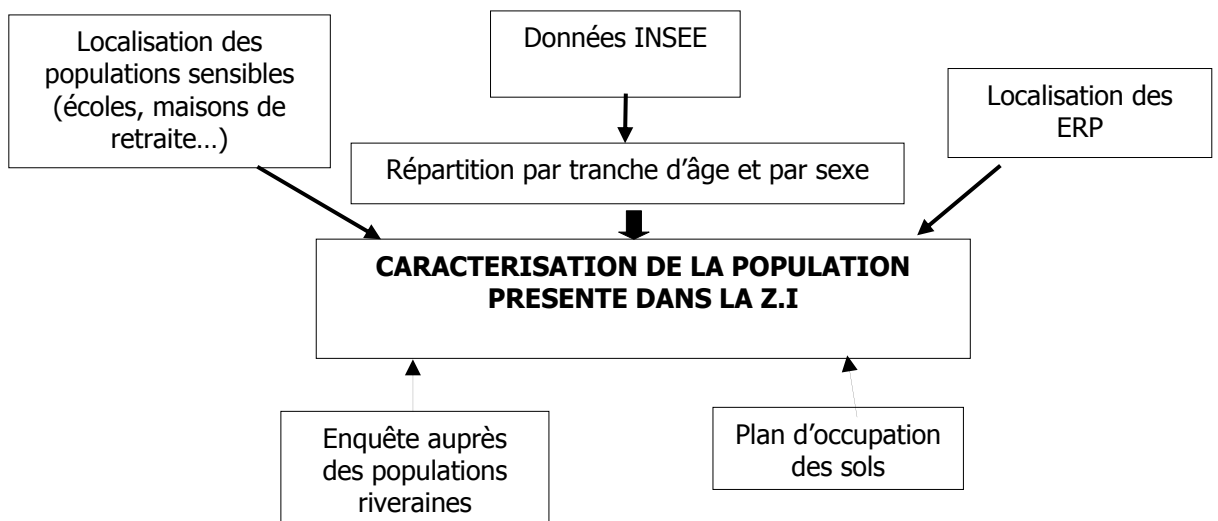 Localisation des
populations sensibles
(écoles, maisons de
retraite…)
Données INSEE
Localisation des
ERP
Répartition par tranche d’âge et par sexe
CARACTERISATION DE LA POPULATION
PRESENTE DANS LA Z.I
Enquête auprès
des populations
riveraines
Plan d’occupation
des sols